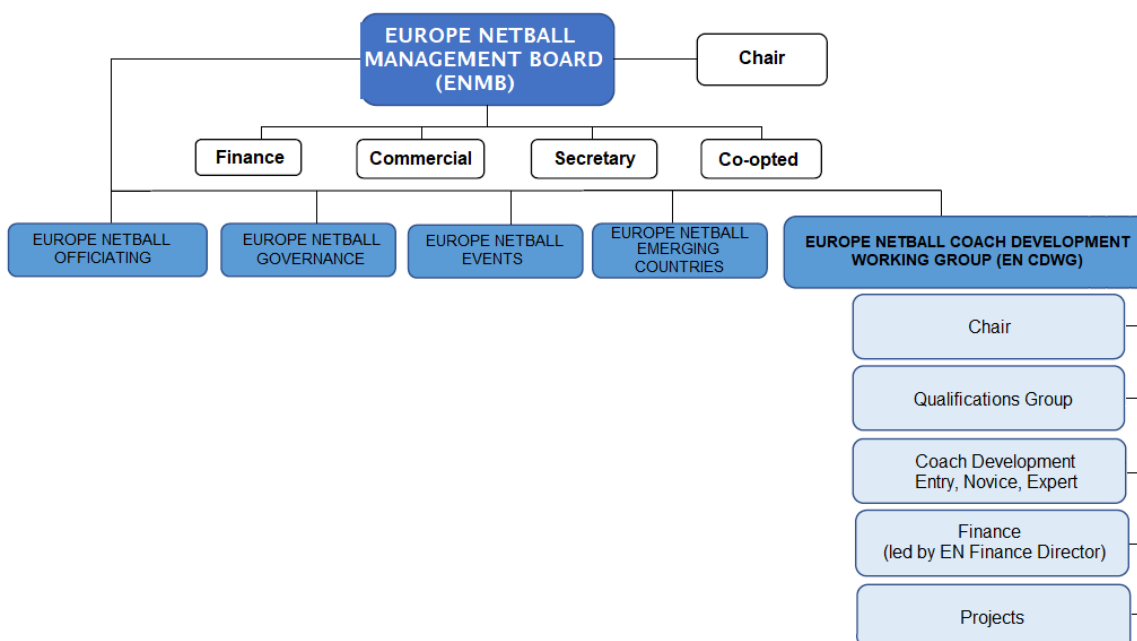 EUROPE NETBALL
MANAGEMENT BOARD
(ENMB)
Chair
Finance
Commercial
Secretary
Co-opted
EUROPE NETBALL
OFFICIATING
EUROPE NETBALL
GOVERNANCE
EUROPE NETBALL
EVENTS
EUROPE NETBALL
EMERGING
COUNTRIES
EUROPE NETBALL COACH DEVELOPMENT
WORKING GROUP (EN CDWG)
Chair
Qualifications Group
Coach Development
Entry, Novice, Expert
Finance
(led by EN Finance Director)
Projects